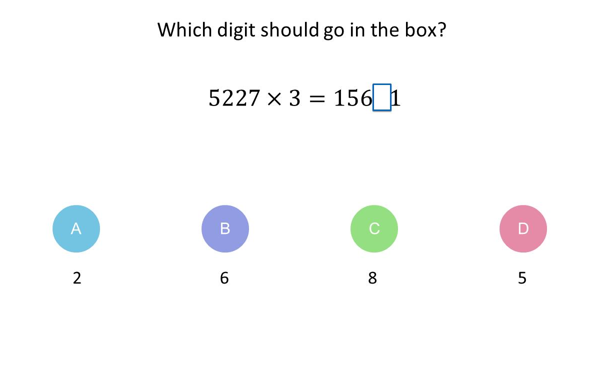 Which digit should go in the box?
5227 × 3 = 156□1
A B C D
2 6 8 5